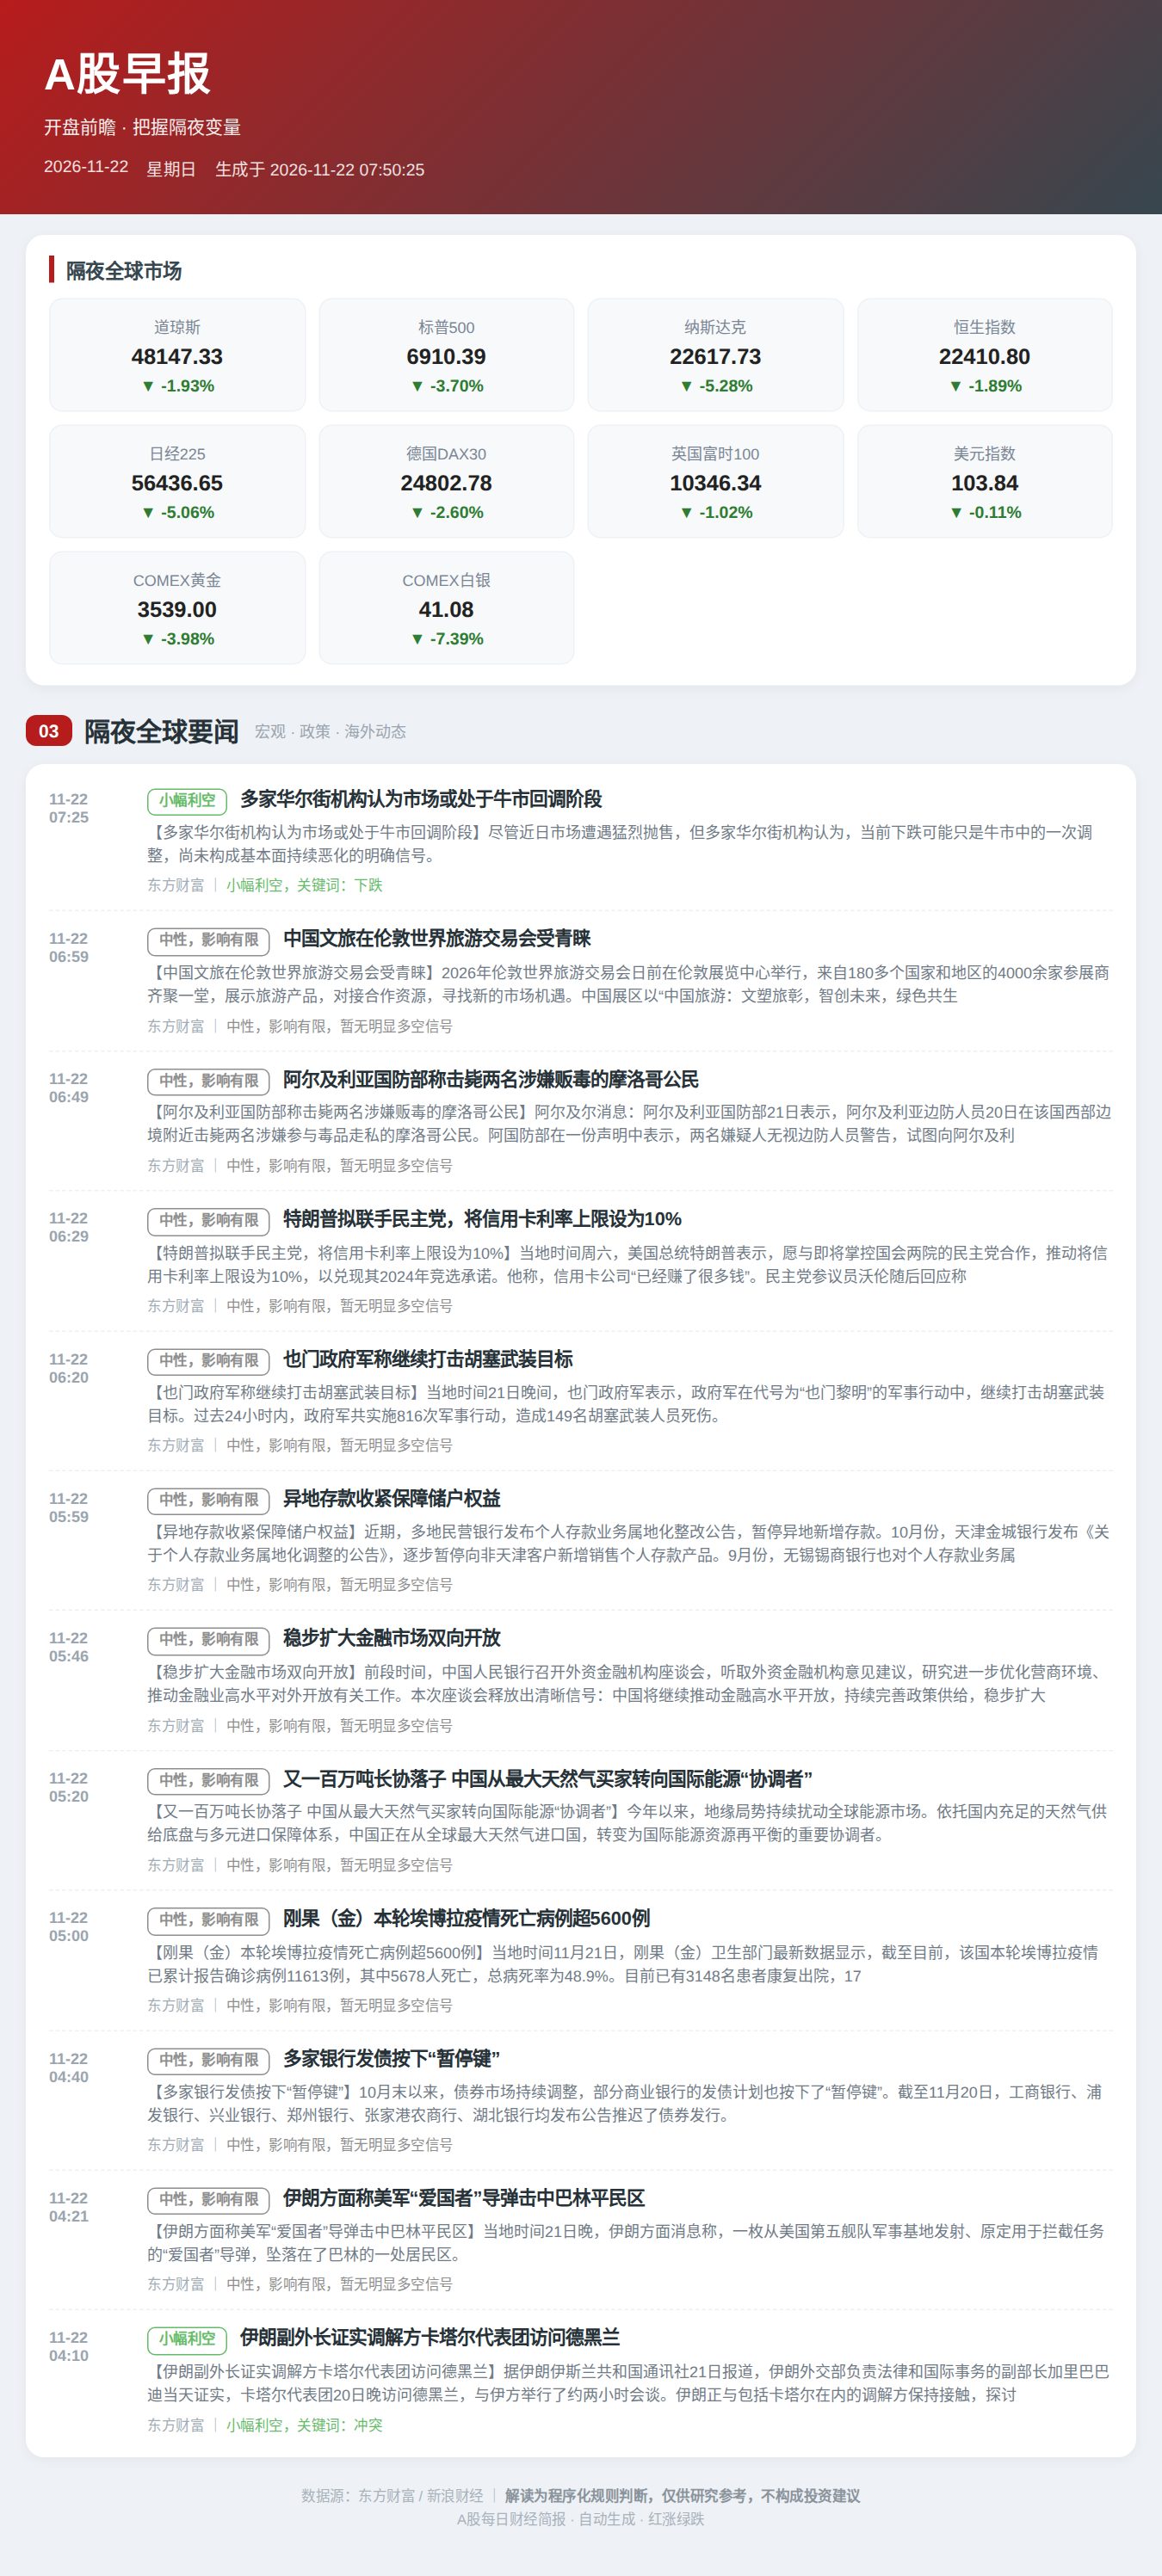 A股早报
开盘前瞻 · 把握隔夜变量
2026-11-22 星期日 生成于 2026-11-22 07:50:25
隔夜全球市场
道琼斯
48147.33
▼ -1.93%
标普500
6910.39
▼ -3.70%
纳斯达克
22617.73
▼ -5.28%
恒生指数
22410.80
▼ -1.89%
日经225
56436.65
▼ -5.06%
德国DAX30
24802.78
▼ -2.60%
英国富时100
10346.34
▼ -1.02%
美元指数
103.84
▼ -0.11%
COMEX黄金
3539.00
▼ -3.98%
COMEX白银
41.08
▼ -7.39%
03 隔夜全球要闻 宏观 · 政策 · 海外动态
11-22
07:25
小幅利空 多家华尔街机构认为市场或处于牛市回调阶段
【多家华尔街机构认为市场或处于牛市回调阶段】尽管近日市场遭遇猛烈抛售，但多家华尔街机构认为，当前下跌可能只是牛市中的一次调
整，尚未构成基本面持续恶化的明确信号。
东方财富 | 小幅利空，关键词：下跌
11-22
06:59
中性，影响有限 中国文旅在伦敦世界旅游交易会受青睐
【中国文旅在伦敦世界旅游交易会受青睐】2026年伦敦世界旅游交易会日前在伦敦展览中心举行，来自180多个国家和地区的4000余家参展商
齐聚一堂，展示旅游产品，对接合作资源，寻找新的市场机遇。中国展区以“中国旅游：文塑旅彰，智创未来，绿色共生
东方财富 | 中性，影响有限，暂无明显多空信号
11-22
06:49
中性，影响有限 阿尔及利亚国防部称击毙两名涉嫌贩毒的摩洛哥公民
【阿尔及利亚国防部称击毙两名涉嫌贩毒的摩洛哥公民】阿尔及尔消息：阿尔及利亚国防部21日表示，阿尔及利亚边防人员20日在该国西部边
境附近击毙两名涉嫌参与毒品走私的摩洛哥公民。阿国防部在一份声明中表示，两名嫌疑人无视边防人员警告，试图向阿尔及利
东方财富 | 中性，影响有限，暂无明显多空信号
11-22
06:29
中性，影响有限 特朗普拟联手民主党，将信用卡利率上限设为10%
【特朗普拟联手民主党，将信用卡利率上限设为10%】当地时间周六，美国总统特朗普表示，愿与即将掌控国会两院的民主党合作，推动将信
用卡利率上限设为10%，以兑现其2024年竞选承诺。他称，信用卡公司“已经赚了很多钱”。民主党参议员沃伦随后回应称
东方财富 | 中性，影响有限，暂无明显多空信号
11-22
06:20
中性，影响有限 也门政府军称继续打击胡塞武装目标
【也门政府军称继续打击胡塞武装目标】当地时间21日晚间，也门政府军表示，政府军在代号为“也门黎明”的军事行动中，继续打击胡塞武装
目标。过去24小时内，政府军共实施816次军事行动，造成149名胡塞武装人员死伤。
东方财富 | 中性，影响有限，暂无明显多空信号
11-22
05:59
中性，影响有限 异地存款收紧保障储户权益
【异地存款收紧保障储户权益】近期，多地民营银行发布个人存款业务属地化整改公告，暂停异地新增存款。10月份，天津金城银行发布《关
于个人存款业务属地化调整的公告》，逐步暂停向非天津客户新增销售个人存款产品。9月份，无锡锡商银行也对个人存款业务属
东方财富 | 中性，影响有限，暂无明显多空信号
11-22
05:46
中性，影响有限 稳步扩大金融市场双向开放
【稳步扩大金融市场双向开放】前段时间，中国人民银行召开外资金融机构座谈会，听取外资金融机构意见建议，研究进一步优化营商环境、
推动金融业高水平对外开放有关工作。本次座谈会释放出清晰信号：中国将继续推动金融高水平开放，持续完善政策供给，稳步扩大
东方财富 | 中性，影响有限，暂无明显多空信号
11-22
05:20
中性，影响有限 又一百万吨长协落子 中国从最大天然气买家转向国际能源“协调者”
【又一百万吨长协落子 中国从最大天然气买家转向国际能源“协调者”】今年以来，地缘局势持续扰动全球能源市场。依托国内充足的天然气供
给底盘与多元进口保障体系，中国正在从全球最大天然气进口国，转变为国际能源资源再平衡的重要协调者。
东方财富 | 中性，影响有限，暂无明显多空信号
11-22
05:00
中性，影响有限 刚果（金）本轮埃博拉疫情死亡病例超5600例
【刚果（金）本轮埃博拉疫情死亡病例超5600例】当地时间11月21日，刚果（金）卫生部门最新数据显示，截至目前，该国本轮埃博拉疫情
已累计报告确诊病例11613例，其中5678人死亡，总病死率为48.9%。目前已有3148名患者康复出院，17
东方财富 | 中性，影响有限，暂无明显多空信号
11-22
04:40
中性，影响有限 多家银行发债按下“暂停键”
【多家银行发债按下“暂停键”】10月末以来，债券市场持续调整，部分商业银行的发债计划也按下了“暂停键”。截至11月20日，工商银行、浦
发银行、兴业银行、郑州银行、张家港农商行、湖北银行均发布公告推迟了债券发行。
东方财富 | 中性，影响有限，暂无明显多空信号
11-22
04:21
中性，影响有限 伊朗方面称美军“爱国者”导弹击中巴林平民区
【伊朗方面称美军“爱国者”导弹击中巴林平民区】当地时间21日晚，伊朗方面消息称，一枚从美国第五舰队军事基地发射、原定用于拦截任务
的“爱国者”导弹，坠落在了巴林的一处居民区。
东方财富 | 中性，影响有限，暂无明显多空信号
11-22
04:10
小幅利空 伊朗副外长证实调解方卡塔尔代表团访问德黑兰
【伊朗副外长证实调解方卡塔尔代表团访问德黑兰】据伊朗伊斯兰共和国通讯社21日报道，伊朗外交部负责法律和国际事务的副部长加里巴巴
迪当天证实，卡塔尔代表团20日晚访问德黑兰，与伊方举行了约两小时会谈。伊朗正与包括卡塔尔在内的调解方保持接触，探讨
东方财富 | 小幅利空，关键词：冲突
数据源：东方财富 / 新浪财经 | 解读为程序化规则判断，仅供研究参考，不构成投资建议
A股每日财经简报 · 自动生成 · 红涨绿跌